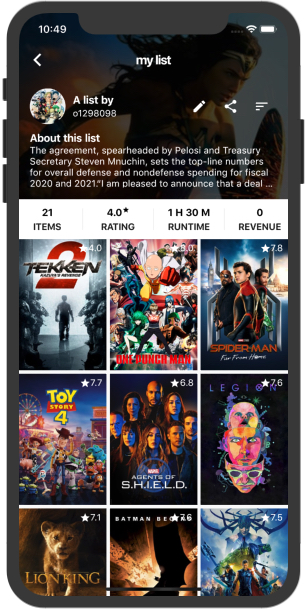 10:49
my list
A list by
o1298098
About this list
The agreement, spearheaded by Pelosi and Treasury
Secretary Steven Mnuchin, sets the top-line numbers
for overall defense and nondefense spending for fiscal
2020 and 2021."I am pleased to announce that a deal ...
21 4.0★ 1 H 30 M 0
ITEMS RATING RUNTIME REVENUE
★4.0 ★8.0 ★7.8
TEKKEN
2
KAZUYA'S REVENGE
ONE PUNCH MAN
SPIDER-MAN
Far From Home
★7.7 ★6.8 ★7.6
TOY
STORY
4
MARVEL
AGENTS OF
S.H.I.E.L.D.
LEGION
★7.1 ★7.6 ★7.5
THE
LION KING
BATMAN BEGINS